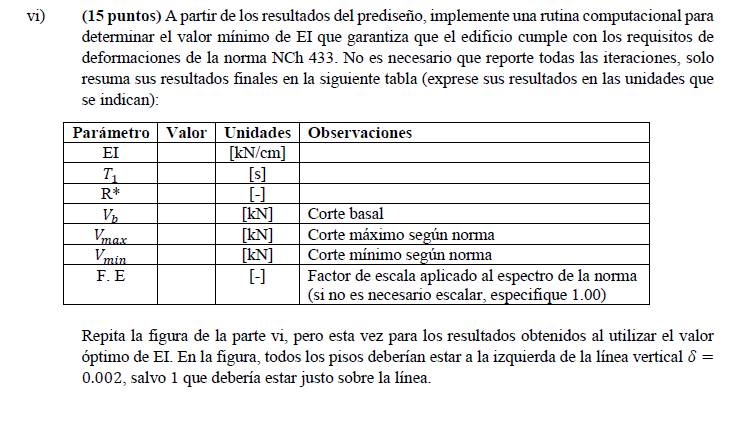 vi) (15 puntos) A partir de los resultados del prediseño, implemente una rutina computacional para
determinar el valor mínimo de EI que garantiza que el edificio cumple con los requisitos de
deformaciones de la norma NCh 433. No es necesario que reporte todas las iteraciones, solo
resuma sus resultados finales en la siguiente tabla (exprese sus resultados en las unidades que
se indican):
Parámetro Valor Unidades Observaciones
EI [kN/cm]
T1 [s]
R* [-]
Vb [kN] Corte basal
Vmax [kN] Corte máximo según norma
Vmin [kN] Corte mínimo según norma
F. E [-] Factor de escala aplicado al espectro de la norma
(si no es necesario escalar, especifique 1.00)
Repita la figura de la parte vi, pero esta vez para los resultados obtenidos al utilizar el valor
óptimo de EI. En la figura, todos los pisos deberían estar a la izquierda de la línea vertical δ =
0.002, salvo 1 que debería estar justo sobre la línea.